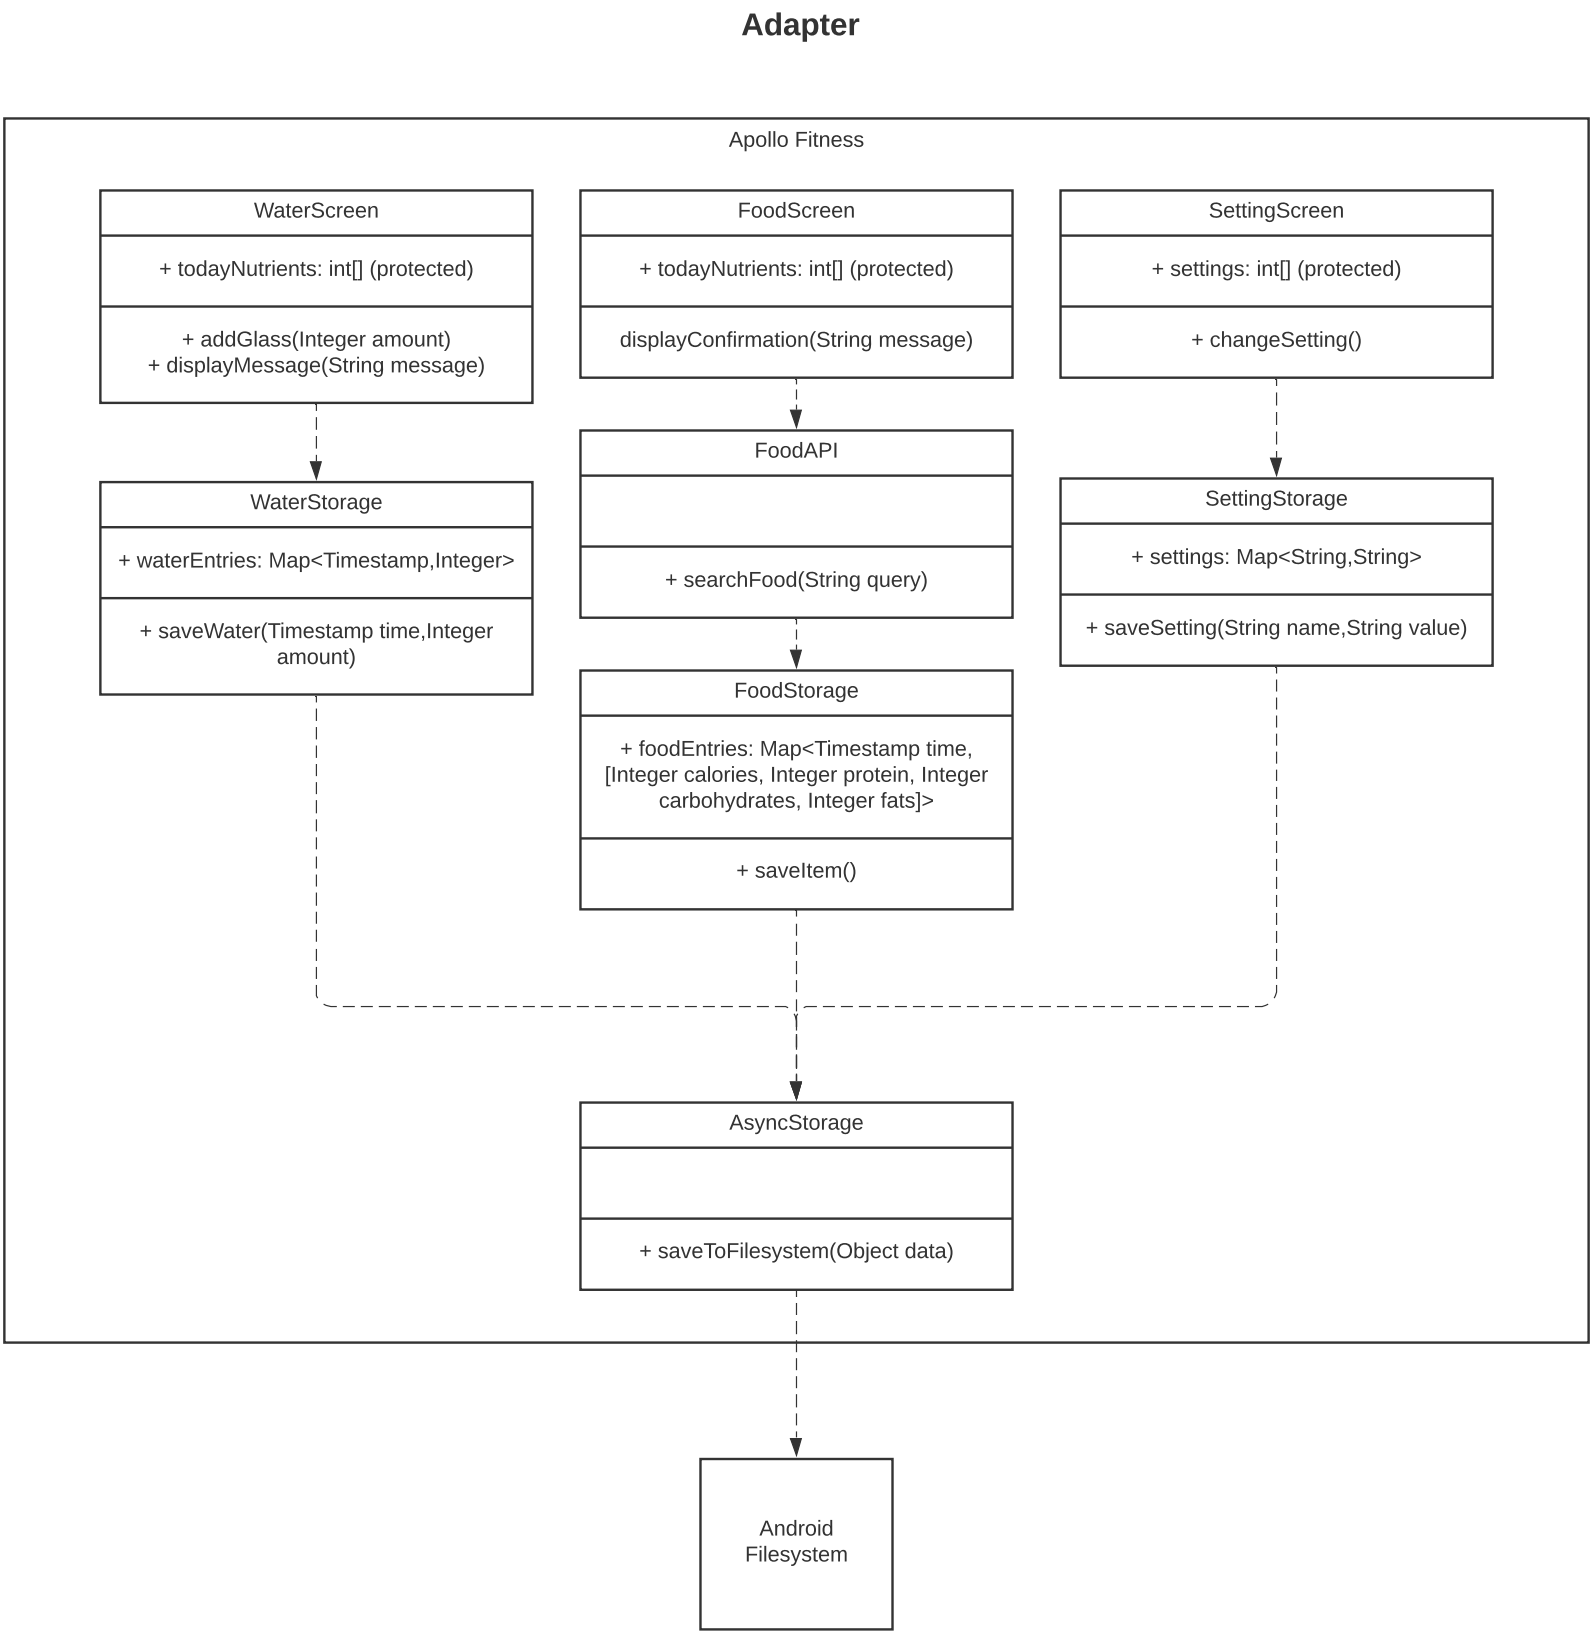 Adapter
Apollo Fitness
WaterScreen
+ todayNutrients: int[] (protected)
+ addGlass(Integer amount)
+ displayMessage(String message)
FoodScreen
+ todayNutrients: int[] (protected)
displayConfirmation(String message)
SettingScreen
+ settings: int[] (protected)
+ changeSetting()
WaterStorage
+ waterEntries: Map<Timestamp,Integer>
+ saveWater(Timestamp time,Integer
amount)
FoodAPI
+ searchFood(String query)
SettingStorage
+ settings: Map<String,String>
+ saveSetting(String name,String value)
FoodStorage
+ foodEntries: Map<Timestamp time,
[Integer calories, Integer protein, Integer
carbohydrates, Integer fats]>
+ saveItem()
AsyncStorage
+ saveToFilesystem(Object data)
Android
Filesystem